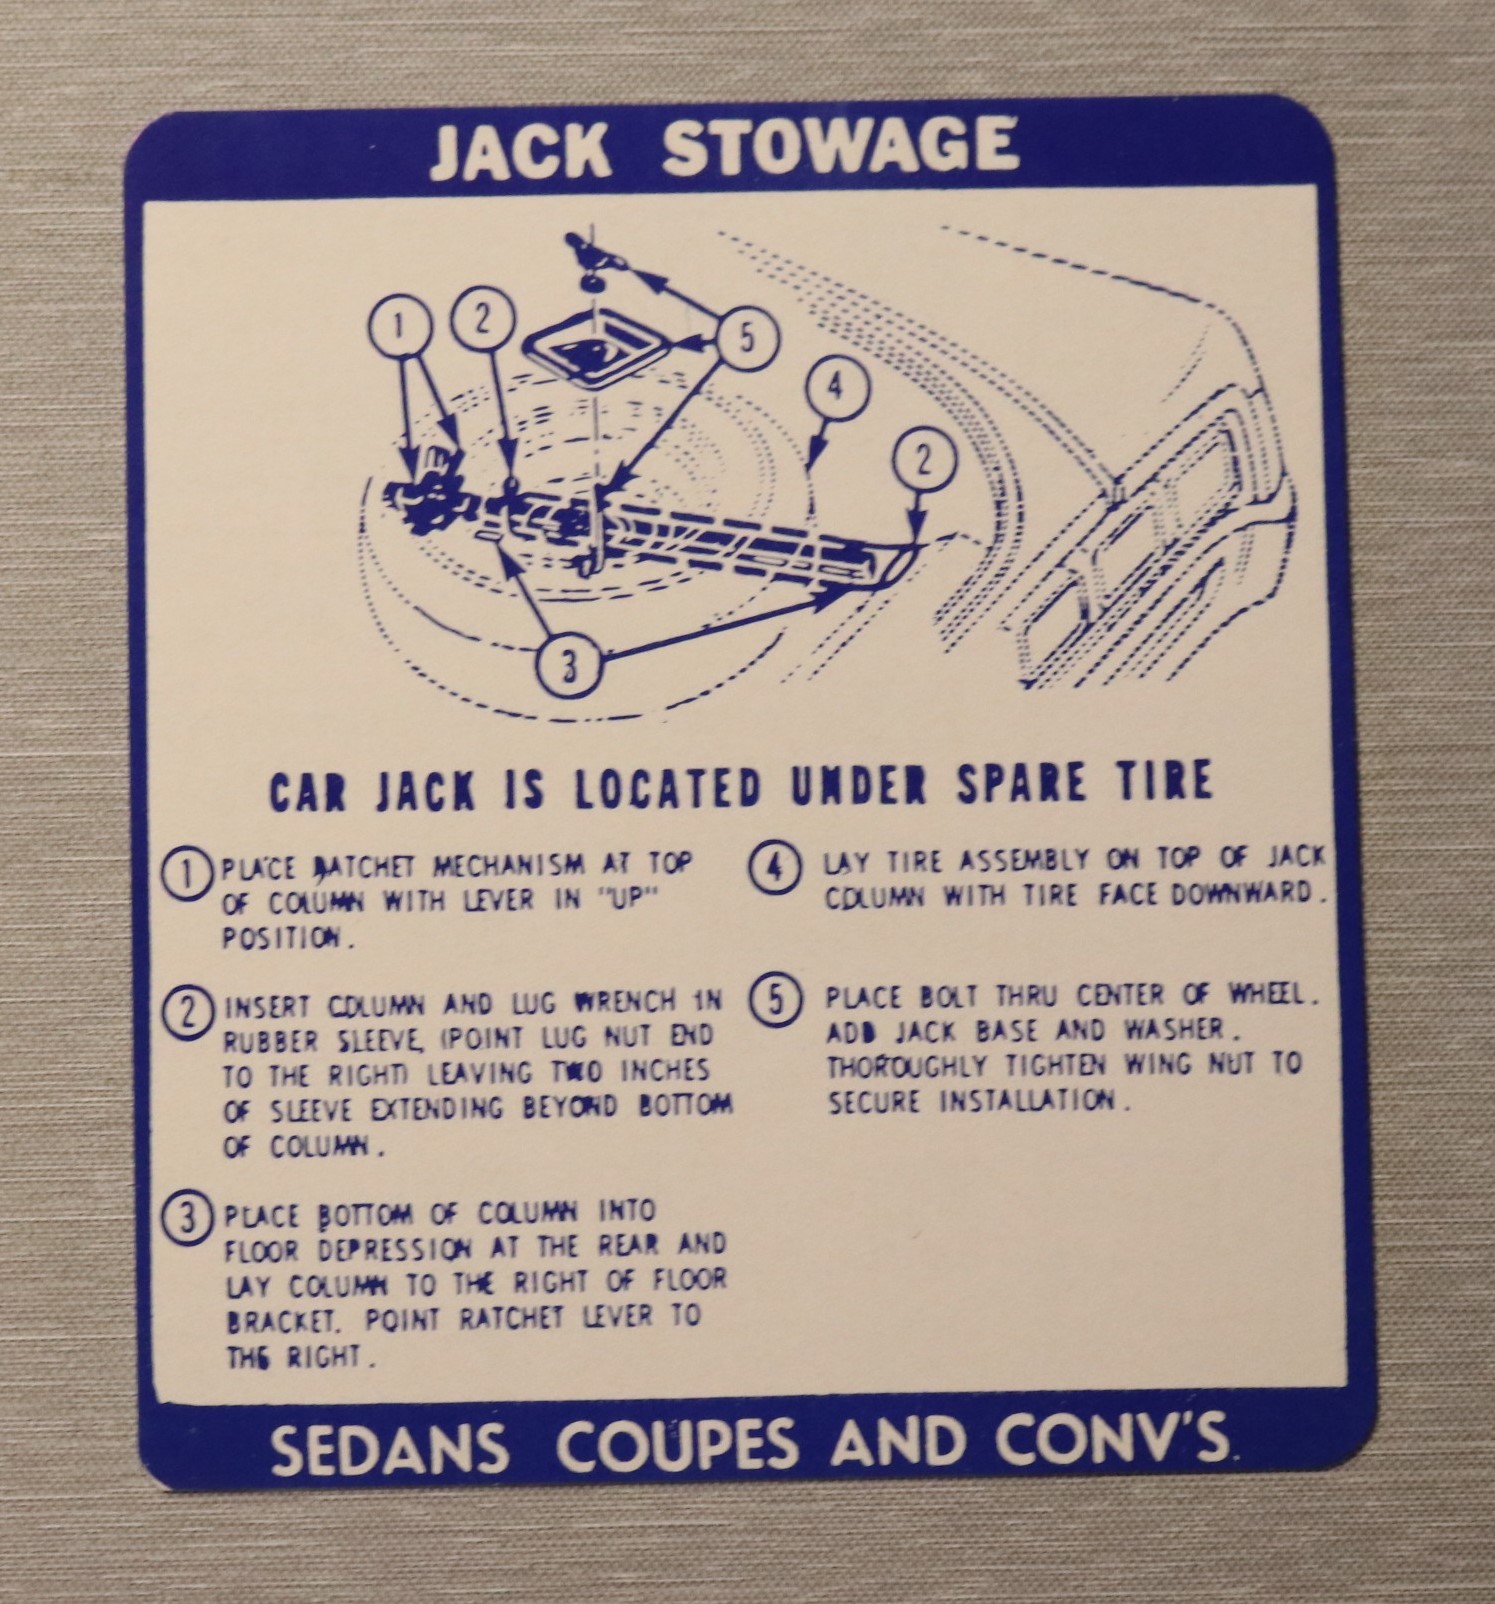 JACK STOWAGE
1 2 5 4 2 3
CAR JACK IS LOCATED UNDER SPARE TIRE
1 PLACE RATCHET MECHANISM AT TOP
OF COLUMN WITH LEVER IN "UP"
POSITION.
2 INSERT COLUMN AND LUG WRENCH IN
RUBBER SLEEVE, (POINT LUG NUT END
TO THE RIGHT) LEAVING TWO INCHES
OF SLEEVE EXTENDING BEYOND BOTTOM
OF COLUMN.
3 PLACE BOTTOM OF COLUMN INTO
FLOOR DEPRESSION AT THE REAR AND
LAY COLUMN TO THE RIGHT OF FLOOR
BRACKET. POINT RATCHET LEVER TO
THE RIGHT.
4 LAY TIRE ASSEMBLY ON TOP OF JACK
COLUMN WITH TIRE FACE DOWNWARD.
5 PLACE BOLT THRU CENTER OF WHEEL.
ADD JACK BASE AND WASHER.
THOROUGHLY TIGHTEN WING NUT TO
SECURE INSTALLATION.
SEDANS COUPES AND CONV'S.